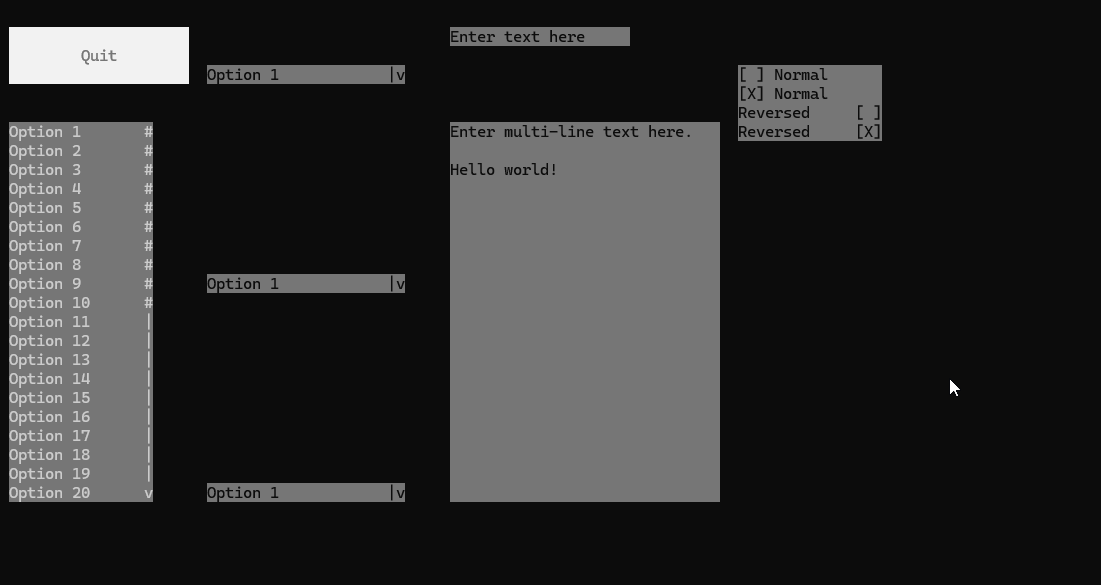 Quit
Enter text here
Option 1 |v
[ ] Normal
[X] Normal
Reversed [ ]
Reversed [X]
Option 1 #
Option 2 #
Option 3 #
Option 4 #
Option 5 #
Option 6 #
Option 7 #
Option 8 #
Option 9 #
Option 10 #
Option 11 |
Option 12 |
Option 13 |
Option 14 |
Option 15 |
Option 16 |
Option 17 |
Option 18 |
Option 19 |
Option 20 v
Option 1 |v
Option 1 |v
Enter multi-line text here.
Hello world!